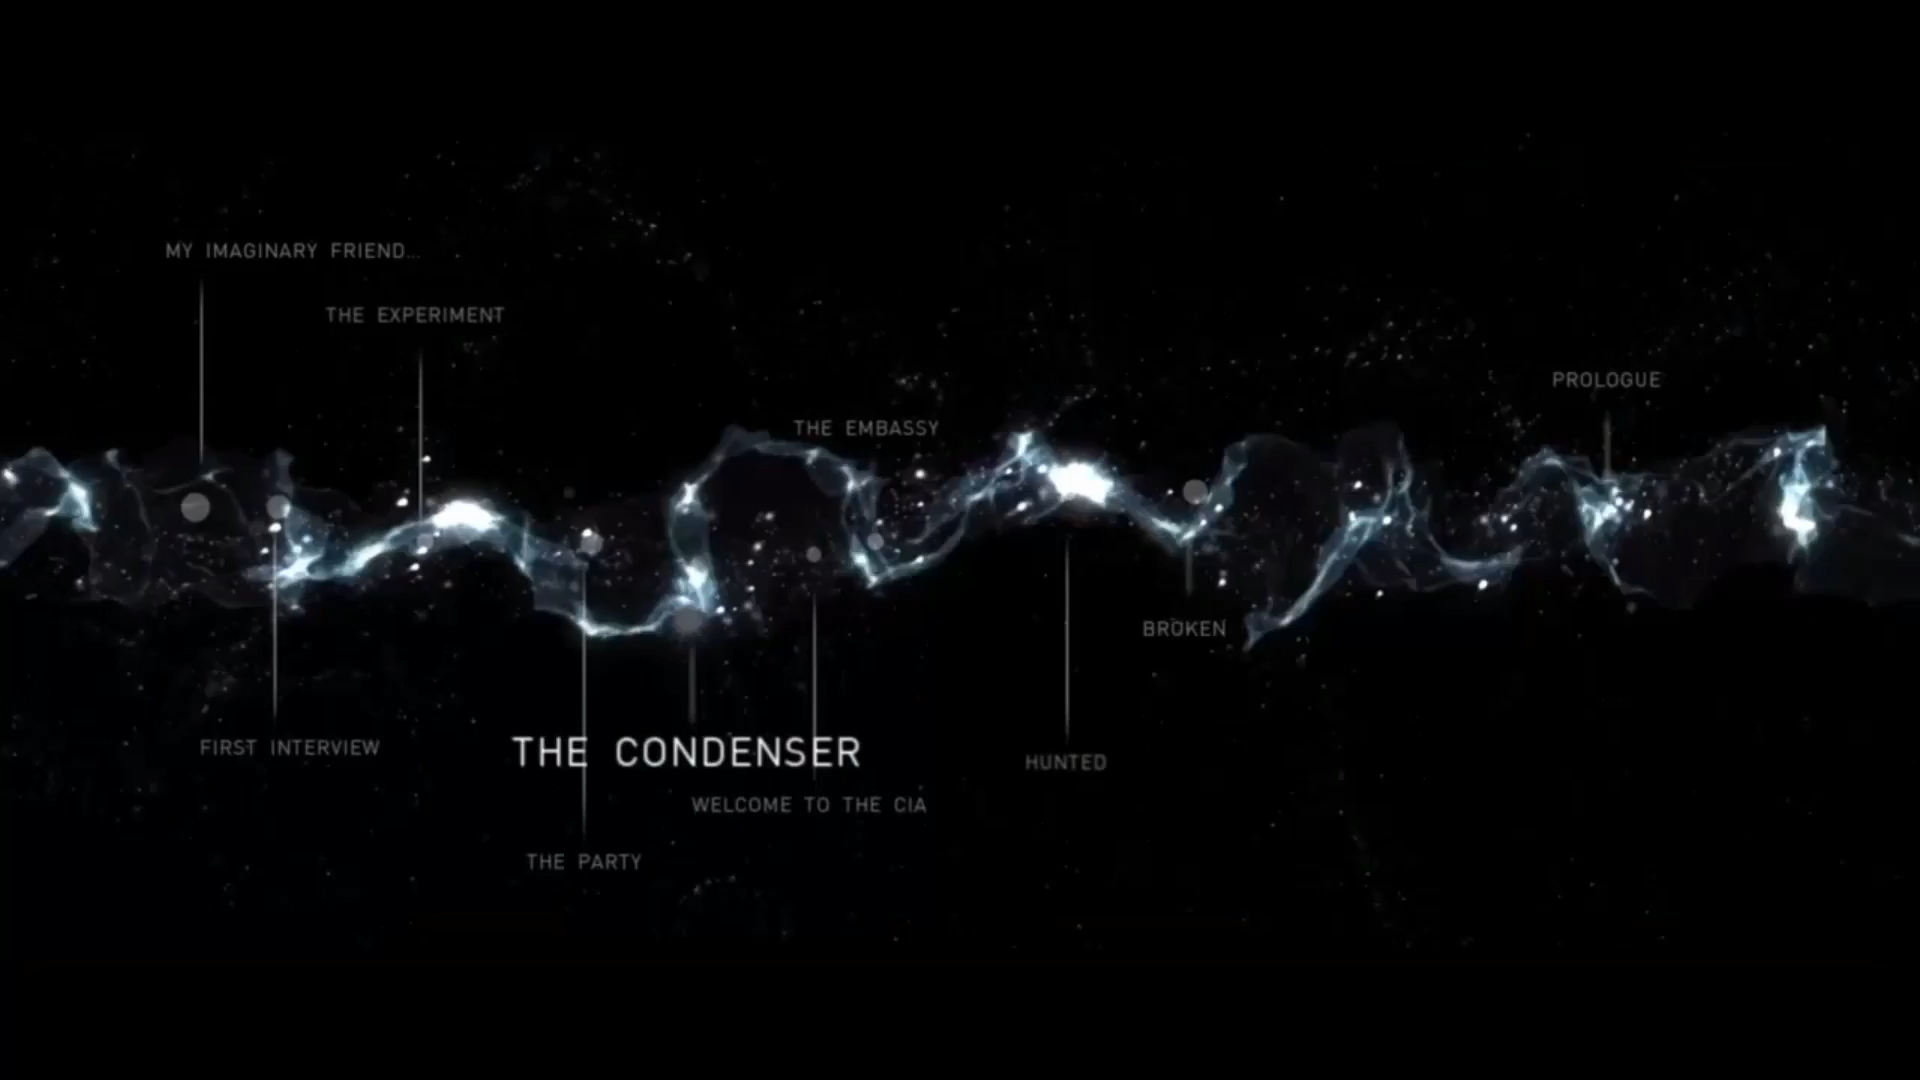 MY IMAGINARY FRIEND...
THE EXPERIMENT
PROLOGUE
THE EMBASSY
BROKEN
FIRST INTERVIEW
THE CONDENSER
HUNTED
WELCOME TO THE CIA
THE PARTY